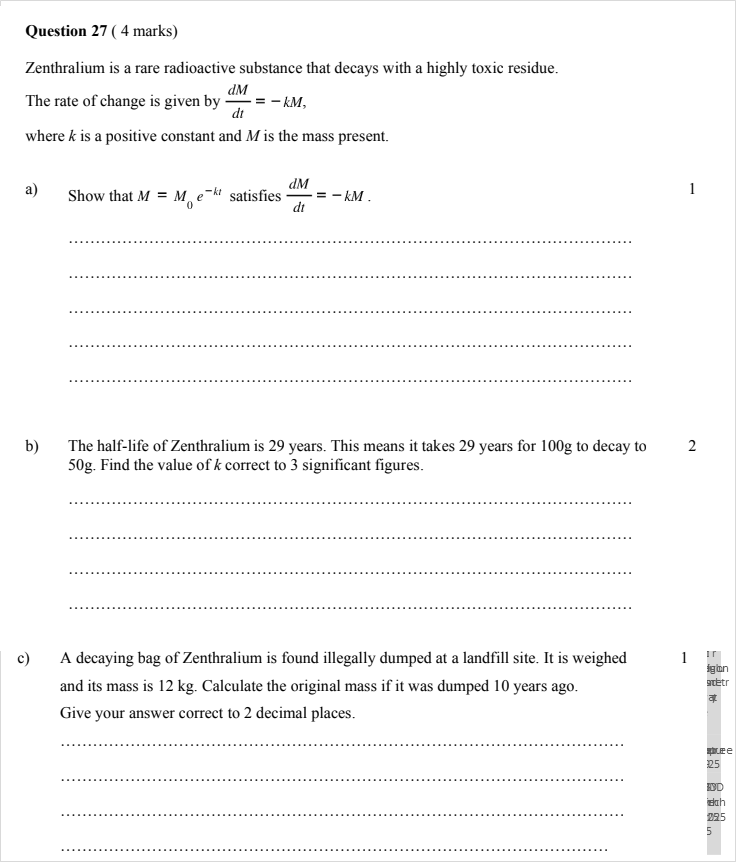 Question 27 ( 4 marks)
Zenthralium is a rare radioactive substance that decays with a highly toxic residue.
The rate of change is given by dM/dt = − kM,
where k is a positive constant and M is the mass present.
a) Show that M = M₀ e^(−kt) satisfies dM/dt = − kM . 1
b) The half-life of Zenthralium is 29 years. This means it takes 29 years for 100g to decay to 2
50g. Find the value of k correct to 3 significant figures.
c) A decaying bag of Zenthralium is found illegally dumped at a landfill site. It is weighed 1
and its mass is 12 kg. Calculate the original mass if it was dumped 10 years ago.
Give your answer correct to 2 decimal places.